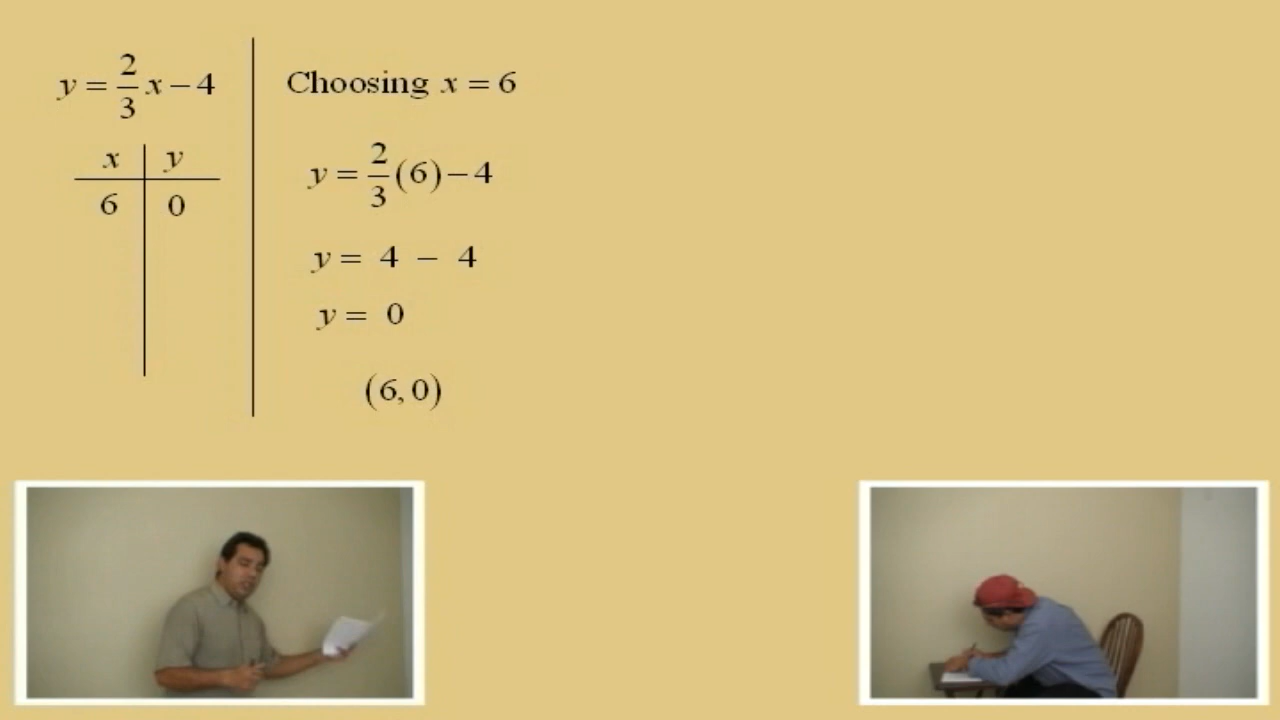 y = 2/3 x − 4
x y
6 0
Choosing x = 6
y = 2/3 (6) − 4
y = 4 − 4
y = 0
(6, 0)